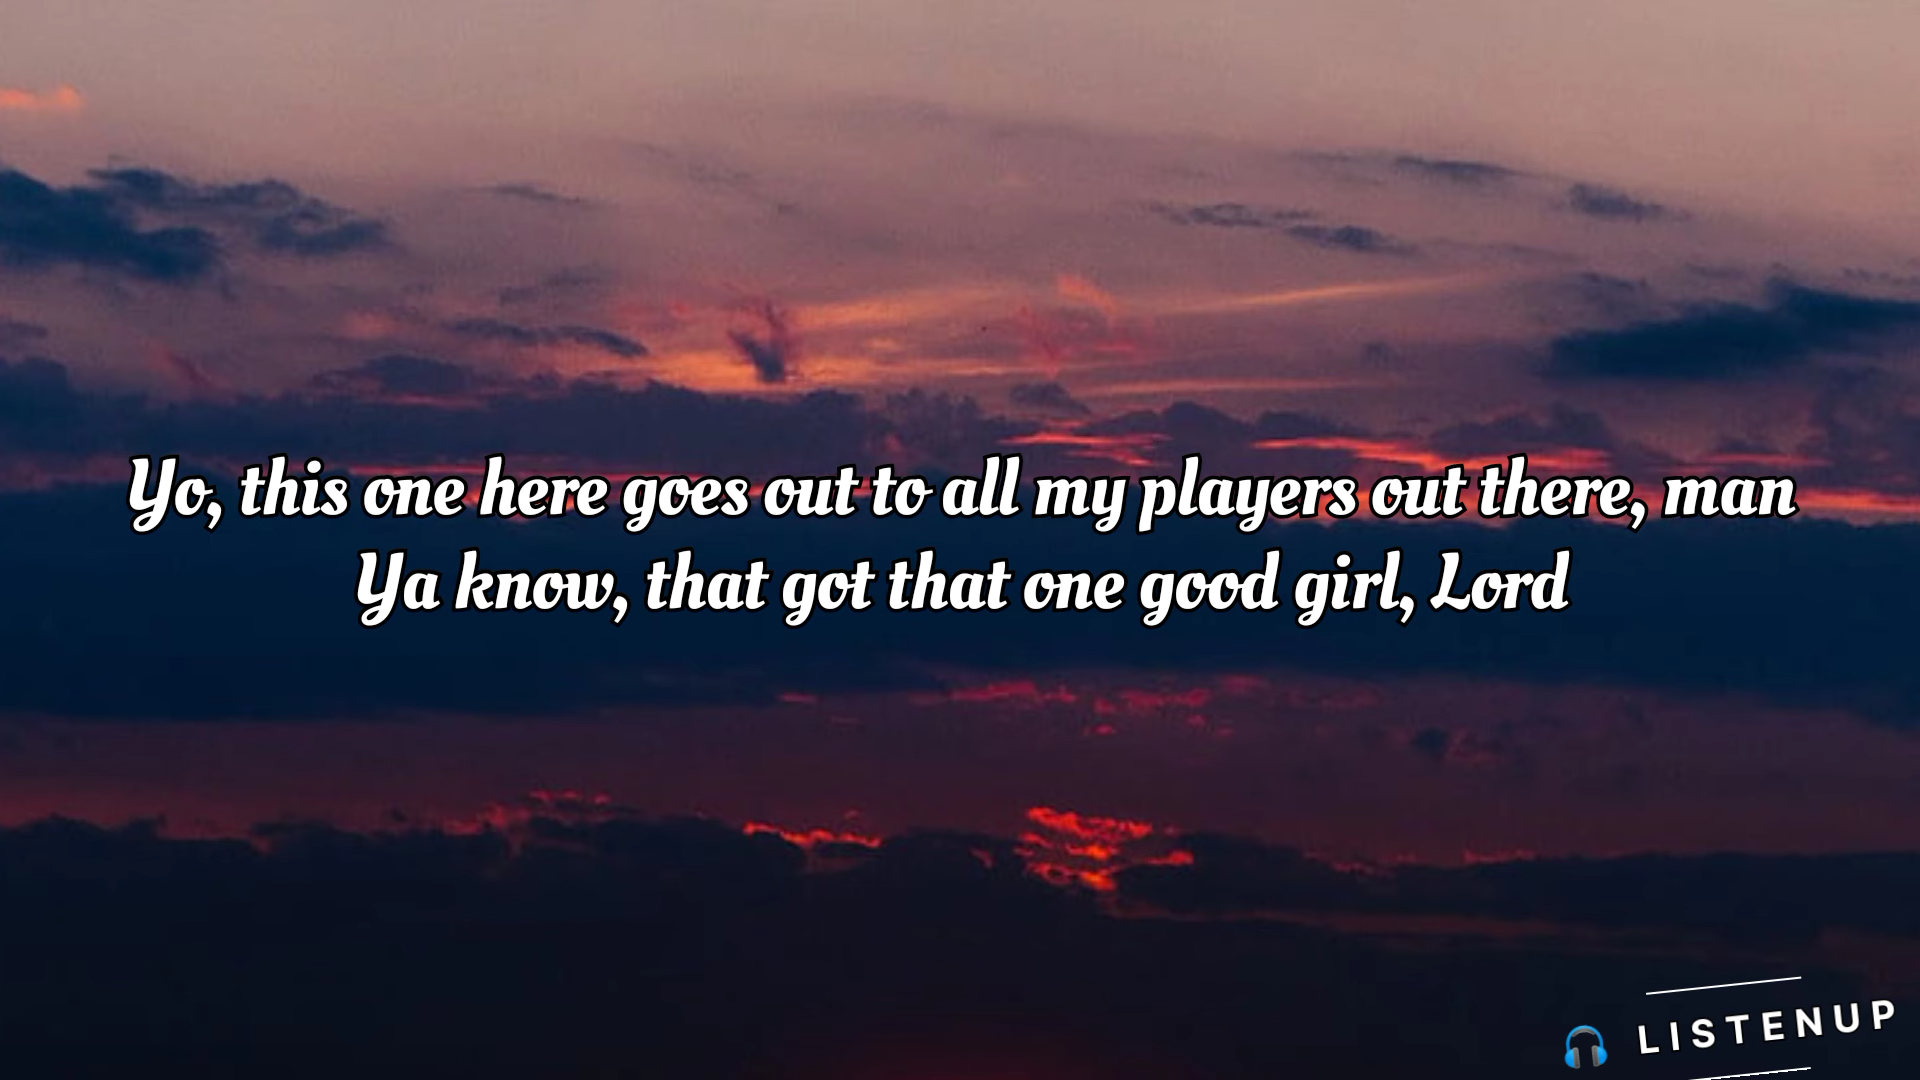 Yo, this one here goes out to all my players out there, man
Ya know, that got that one good girl, Lord
LISTENUP